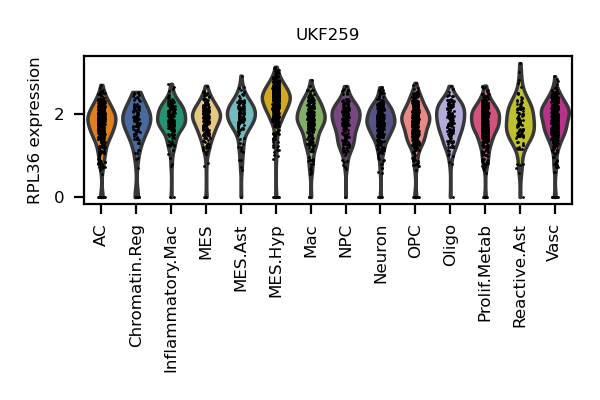 UKF259
RPL36 expression
2
0
AC
Chromatin.Reg
Inflammatory.Mac
MES
MES.Ast
MES.Hyp
Mac
NPC
Neuron
OPC
Oligo
Prolif.Metab
Reactive.Ast
Vasc